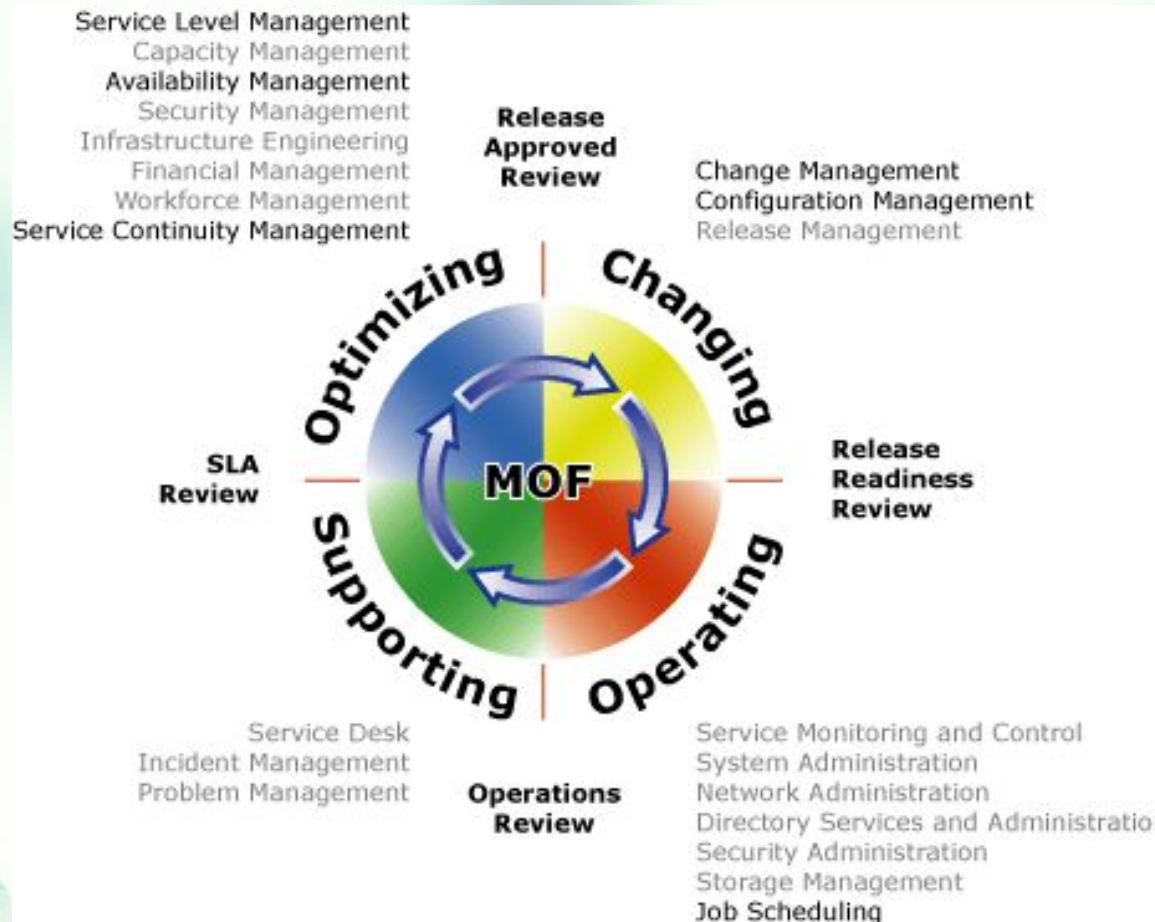 Service Level Management
Capacity Management
Availability Management
Security Management
Infrastructure Engineering
Financial Management
Workforce Management
Service Continuity Management
Release
Approved
Review
Change Management
Configuration Management
Release Management
Optimizing
Changing
SLA
Review
MOF
Release
Readiness
Review
Supporting
Operating
Service Desk
Incident Management
Problem Management
Operations
Review
Service Monitoring and Control
System Administration
Network Administration
Directory Services and Administratio
Security Administration
Storage Management
Job Scheduling